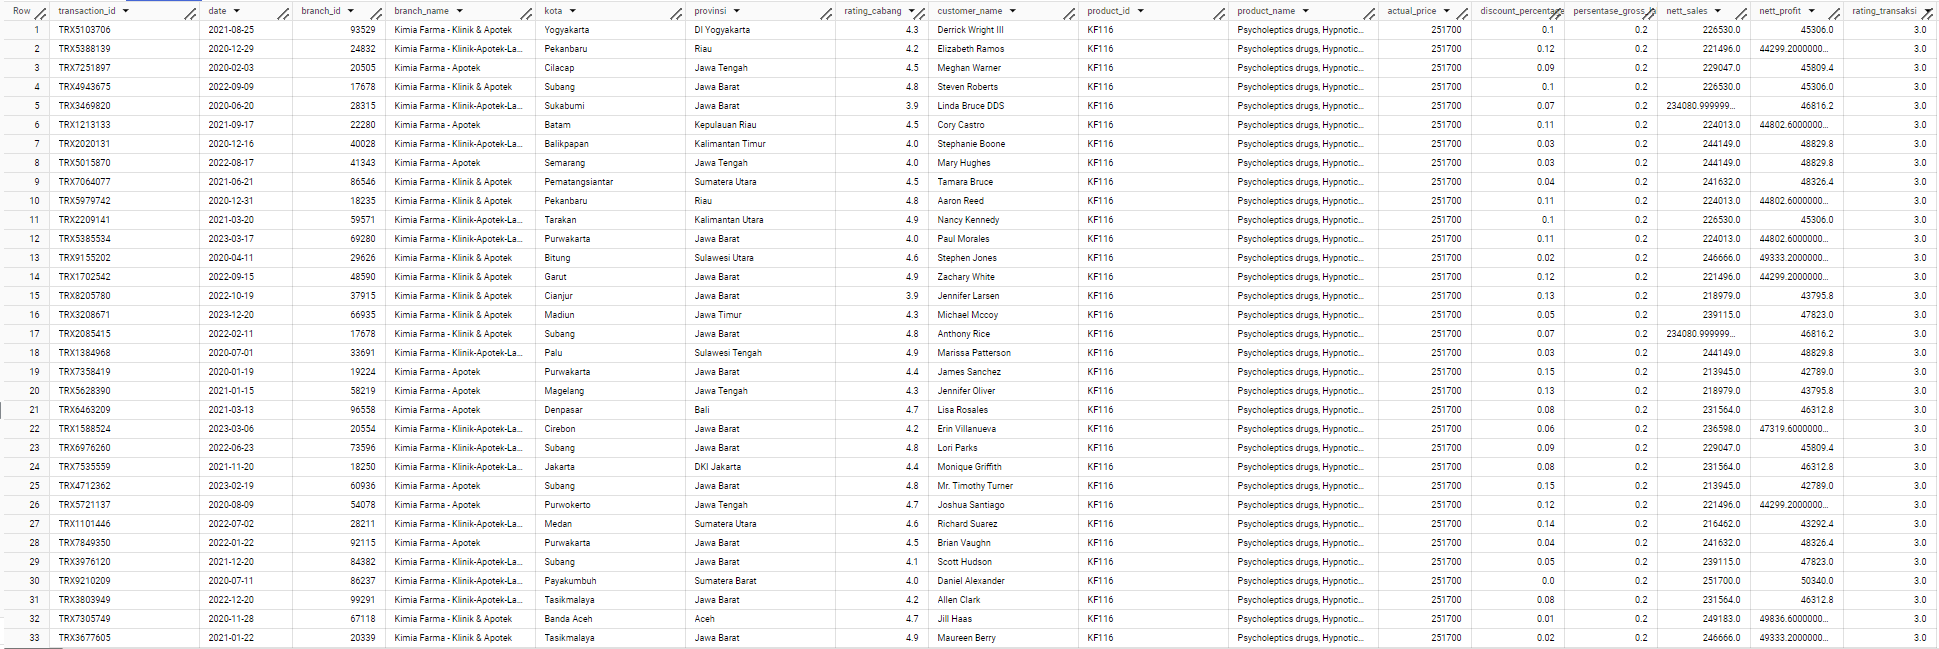 Row transaction_id date branch_id branch_name kota provinsi rating_cabang customer_name product_id product_name actual_price discount_percentage persentase_gross_ nett_sales nett_profit rating_transaksi
1 TRX5103706 2021-08-25 93529 Kimia Farma - Klinik & Apotek Yogyakarta DI Yogyakarta 4.3 Derrick Wright III KF116 Psycholeptics drugs, Hypnotic... 251700 0.1 0.2 226530.0 45306.0 3.0
2 TRX5388139 2020-12-29 24832 Kimia Farma - Klinik-Apotek-La... Pekanbaru Riau 4.2 Elizabeth Ramos KF116 Psycholeptics drugs, Hypnotic... 251700 0.12 0.2 221496.0 44299.2000000... 3.0
3 TRX7251897 2020-02-03 20505 Kimia Farma - Apotek Cilacap Jawa Tengah 4.5 Meghan Warner KF116 Psycholeptics drugs, Hypnotic... 251700 0.09 0.2 229047.0 45809.4 3.0
4 TRX4943675 2022-09-09 17678 Kimia Farma - Klinik & Apotek Subang Jawa Barat 4.8 Steven Roberts KF116 Psycholeptics drugs, Hypnotic... 251700 0.1 0.2 226530.0 45306.0 3.0
5 TRX3469820 2020-06-20 28315 Kimia Farma - Klinik-Apotek-La... Sukabumi Jawa Barat 3.9 Linda Bruce DDS KF116 Psycholeptics drugs, Hypnotic... 251700 0.07 0.2 234080.999999... 46816.2 3.0
6 TRX1213133 2021-09-17 22280 Kimia Farma - Apotek Batam Kepulauan Riau 4.5 Cory Castro KF116 Psycholeptics drugs, Hypnotic... 251700 0.11 0.2 224013.0 44802.6000000... 3.0
7 TRX2020131 2020-12-16 40028 Kimia Farma - Klinik-Apotek-La... Balikpapan Kalimantan Timur 4.0 Stephanie Boone KF116 Psycholeptics drugs, Hypnotic... 251700 0.03 0.2 244149.0 48829.8 3.0
8 TRX5015870 2022-08-17 41343 Kimia Farma - Apotek Semarang Jawa Tengah 4.0 Mary Hughes KF116 Psycholeptics drugs, Hypnotic... 251700 0.03 0.2 244149.0 48829.8 3.0
9 TRX7064077 2021-06-21 86546 Kimia Farma - Klinik & Apotek Pematangsiantar Sumatera Utara 4.5 Tamara Bruce KF116 Psycholeptics drugs, Hypnotic... 251700 0.04 0.2 241632.0 48326.4 3.0
10 TRX5979742 2020-12-31 18235 Kimia Farma - Klinik & Apotek Pekanbaru Riau 4.8 Aaron Reed KF116 Psycholeptics drugs, Hypnotic... 251700 0.11 0.2 224013.0 44802.6000000... 3.0
11 TRX2209141 2021-03-20 59571 Kimia Farma - Klinik-Apotek-La... Tarakan Kalimantan Utara 4.9 Nancy Kennedy KF116 Psycholeptics drugs, Hypnotic... 251700 0.1 0.2 226530.0 45306.0 3.0
12 TRX5385534 2023-03-17 69280 Kimia Farma - Klinik-Apotek-La... Purwakarta Jawa Barat 4.0 Paul Morales KF116 Psycholeptics drugs, Hypnotic... 251700 0.11 0.2 224013.0 44802.6000000... 3.0
13 TRX9155202 2020-04-11 29626 Kimia Farma - Klinik & Apotek Bitung Sulawesi Utara 4.6 Stephen Jones KF116 Psycholeptics drugs, Hypnotic... 251700 0.02 0.2 246666.0 49333.2000000... 3.0
14 TRX1702542 2022-09-15 48590 Kimia Farma - Klinik & Apotek Garut Jawa Barat 4.9 Zachary White KF116 Psycholeptics drugs, Hypnotic... 251700 0.12 0.2 221496.0 44299.2000000... 3.0
15 TRX8205780 2022-10-19 37915 Kimia Farma - Klinik & Apotek Cianjur Jawa Barat 3.9 Jennifer Larsen KF116 Psycholeptics drugs, Hypnotic... 251700 0.13 0.2 218979.0 43795.8 3.0
16 TRX3208671 2023-12-20 66935 Kimia Farma - Klinik & Apotek Madiun Jawa Timur 4.3 Michael Mccoy KF116 Psycholeptics drugs, Hypnotic... 251700 0.05 0.2 239115.0 47823.0 3.0
17 TRX2085415 2022-02-11 17678 Kimia Farma - Klinik & Apotek Subang Jawa Barat 4.8 Anthony Rice KF116 Psycholeptics drugs, Hypnotic... 251700 0.07 0.2 234080.999999... 46816.2 3.0
18 TRX1384968 2020-07-01 33691 Kimia Farma - Klinik-Apotek-La... Palu Sulawesi Tengah 4.9 Marissa Patterson KF116 Psycholeptics drugs, Hypnotic... 251700 0.03 0.2 244149.0 48829.8 3.0
19 TRX7358419 2020-01-19 19224 Kimia Farma - Apotek Purwakarta Jawa Barat 4.4 James Sanchez KF116 Psycholeptics drugs, Hypnotic... 251700 0.15 0.2 213945.0 42789.0 3.0
20 TRX5628390 2021-01-15 58219 Kimia Farma - Apotek Magelang Jawa Tengah 4.3 Jennifer Oliver KF116 Psycholeptics drugs, Hypnotic... 251700 0.13 0.2 218979.0 43795.8 3.0
21 TRX6463209 2021-03-13 96558 Kimia Farma - Apotek Denpasar Bali 4.7 Lisa Rosales KF116 Psycholeptics drugs, Hypnotic... 251700 0.08 0.2 231564.0 46312.8 3.0
22 TRX1588524 2023-03-06 20554 Kimia Farma - Klinik-Apotek-La... Cirebon Jawa Barat 4.2 Erin Villanueva KF116 Psycholeptics drugs, Hypnotic... 251700 0.06 0.2 236598.0 47319.6000000... 3.0
23 TRX6976260 2022-06-23 73596 Kimia Farma - Klinik & Apotek Subang Jawa Barat 4.8 Lori Parks KF116 Psycholeptics drugs, Hypnotic... 251700 0.09 0.2 229047.0 45809.4 3.0
24 TRX7535559 2021-11-20 18250 Kimia Farma - Klinik-Apotek-La... Jakarta DKI Jakarta 4.4 Monique Griffith KF116 Psycholeptics drugs, Hypnotic... 251700 0.08 0.2 231564.0 46312.8 3.0
25 TRX4712362 2023-02-19 60936 Kimia Farma - Apotek Subang Jawa Barat 4.8 Mr. Timothy Turner KF116 Psycholeptics drugs, Hypnotic... 251700 0.15 0.2 213945.0 42789.0 3.0
26 TRX5721137 2020-08-09 54078 Kimia Farma - Apotek Purwokerto Jawa Tengah 4.7 Joshua Santiago KF116 Psycholeptics drugs, Hypnotic... 251700 0.12 0.2 221496.0 44299.2000000... 3.0
27 TRX1101446 2022-07-02 28211 Kimia Farma - Klinik-Apotek-La... Medan Sumatera Utara 4.6 Richard Suarez KF116 Psycholeptics drugs, Hypnotic... 251700 0.14 0.2 216462.0 43292.4 3.0
28 TRX7849350 2022-01-22 92115 Kimia Farma - Apotek Purwakarta Jawa Barat 4.5 Brian Vaughn KF116 Psycholeptics drugs, Hypnotic... 251700 0.04 0.2 241632.0 48326.4 3.0
29 TRX3976120 2021-12-20 84382 Kimia Farma - Klinik & Apotek Subang Jawa Barat 4.1 Scott Hudson KF116 Psycholeptics drugs, Hypnotic... 251700 0.05 0.2 239115.0 47823.0 3.0
30 TRX9210209 2020-07-11 86237 Kimia Farma - Klinik & Apotek Payakumbuh Sumatera Barat 4.0 Daniel Alexander KF116 Psycholeptics drugs, Hypnotic... 251700 0.0 0.2 251700.0 50340.0 3.0
31 TRX3803949 2022-12-20 99291 Kimia Farma - Klinik-Apotek-La... Tasikmalaya Jawa Barat 4.2 Allen Clark KF116 Psycholeptics drugs, Hypnotic... 251700 0.08 0.2 231564.0 46312.8 3.0
32 TRX7305749 2020-11-28 67118 Kimia Farma - Klinik & Apotek Banda Aceh Aceh 4.7 Jill Haas KF116 Psycholeptics drugs, Hypnotic... 251700 0.01 0.2 249183.0 49836.6000000... 3.0
33 TRX3677605 2021-01-22 20339 Kimia Farma - Klinik & Apotek Tasikmalaya Jawa Barat 4.9 Maureen Berry KF116 Psycholeptics drugs, Hypnotic... 251700 0.02 0.2 246666.0 49333.2000000... 3.0